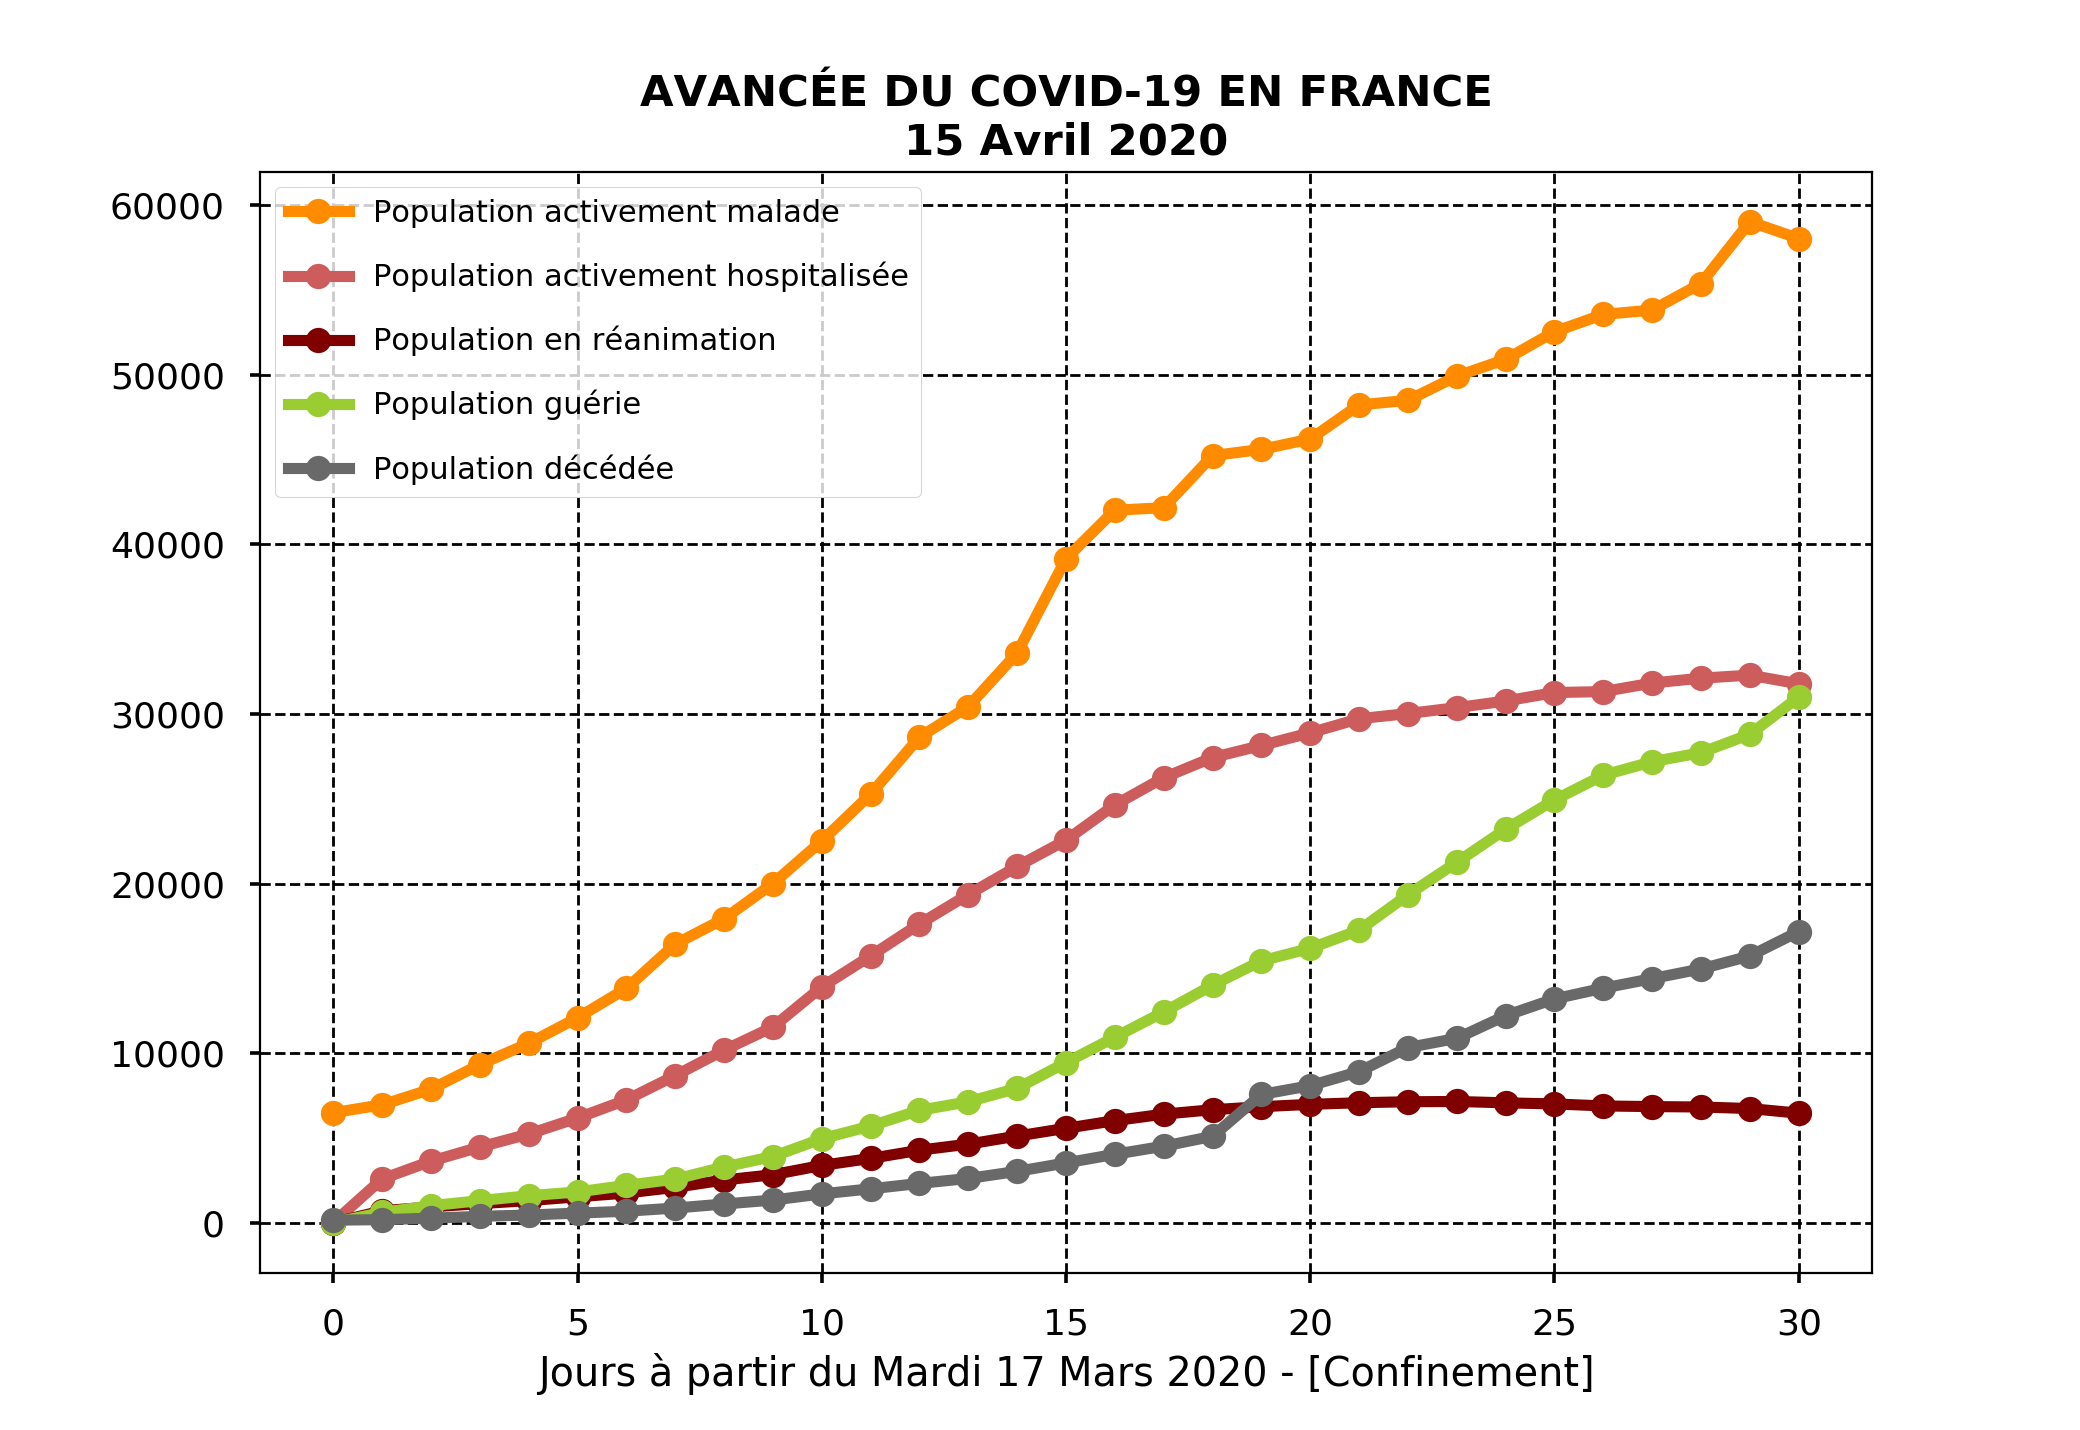 AVANCÉE DU COVID-19 EN FRANCE
15 Avril 2020
Population activement malade
Population activement hospitalisée
Population en réanimation
Population guérie
Population décédée
60000
50000
40000
30000
20000
10000
0
0 5 10 15 20 25 30
Jours à partir du Mardi 17 Mars 2020 - [Confinement]